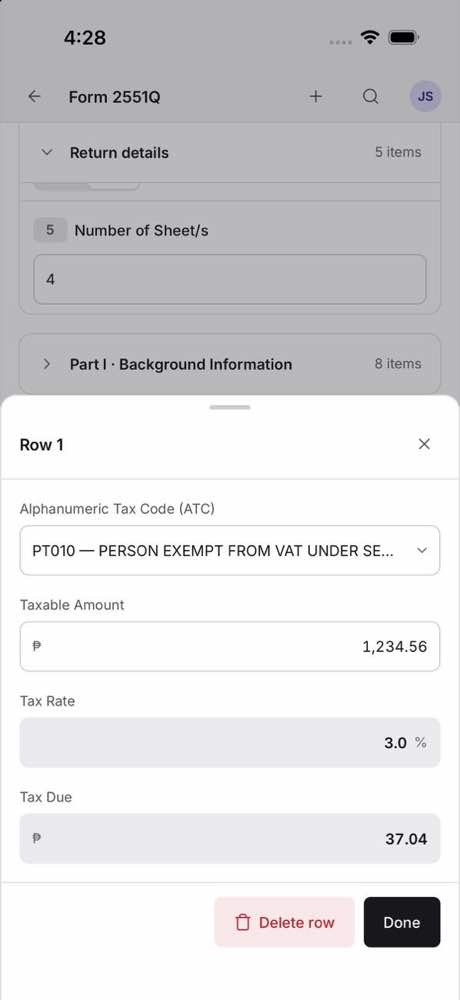 4:28
Form 2551Q
JS
Return details
5 items
5 Number of Sheet/s
4
Part I · Background Information
8 items
Row 1
Alphanumeric Tax Code (ATC)
PT010 — PERSON EXEMPT FROM VAT UNDER SE...
Taxable Amount
₱ 1,234.56
Tax Rate
3.0 %
Tax Due
₱ 37.04
Delete row
Done